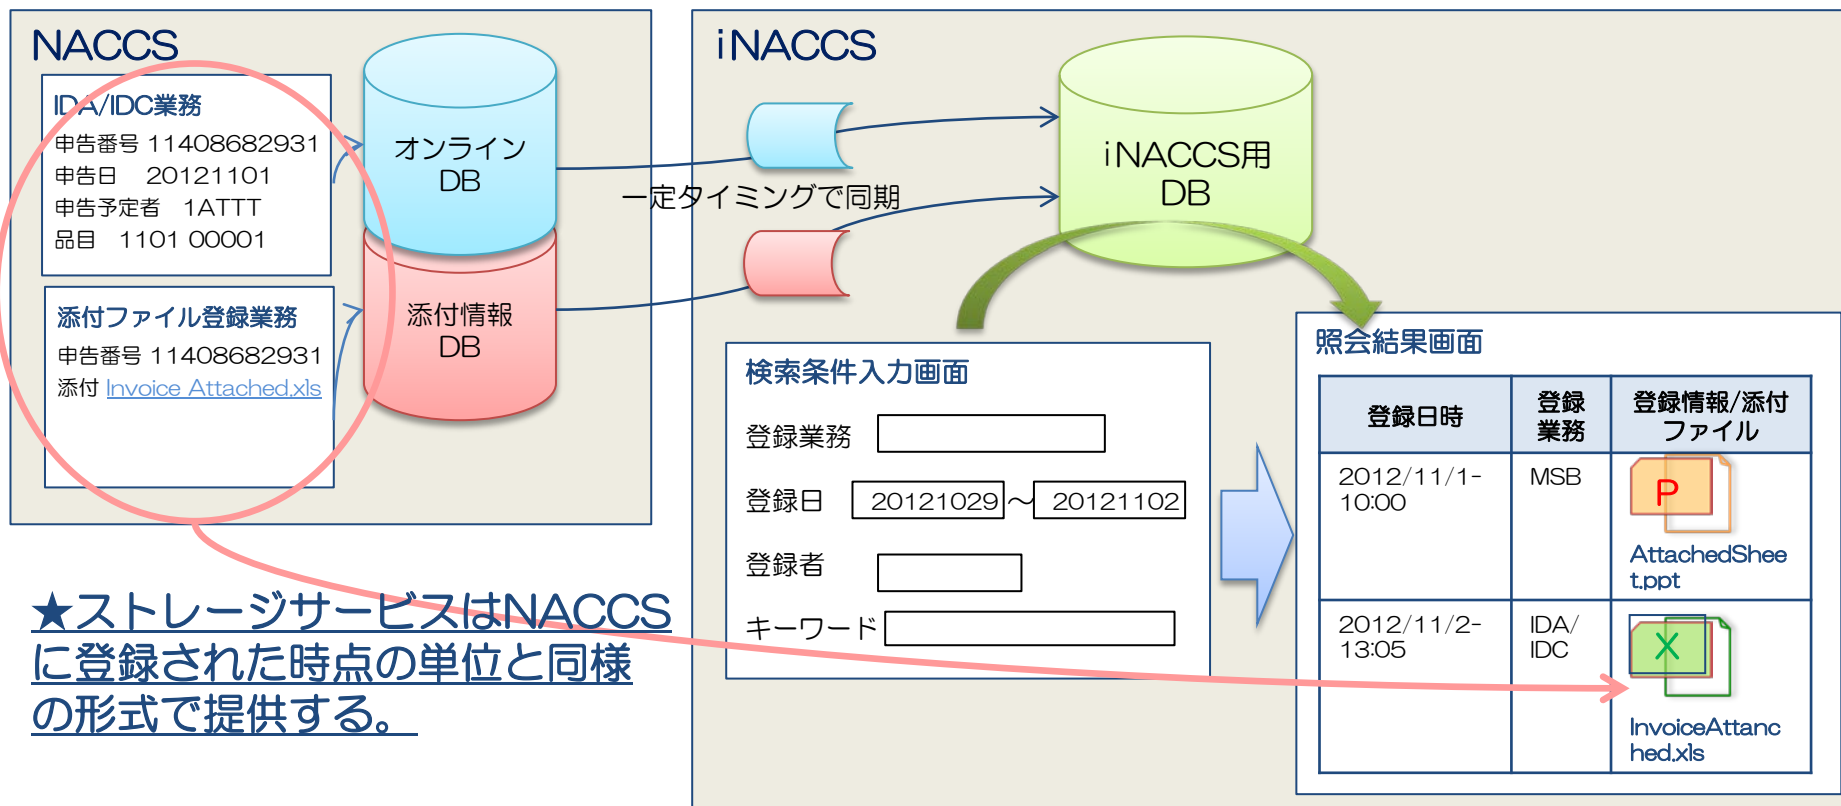 NACCS
IDA/IDC業務
申告番号 11408682931
申告日 20121101
申告予定者 1ATTT
品目 1101 00001
添付ファイル登録業務
申告番号 11408682931
添付 Invoice Attached.xls
オンライン
DB
添付情報
DB
一定タイミングで同期
iNACCS
iNACCS用
DB
検索条件入力画面
登録業務
登録日 20121029 ～ 20121102
登録者
キーワード
照会結果画面
登録日時
登録
業務
登録情報/添付
ファイル
2012/11/1-
10:00
MSB
P
AttachedShee
t.ppt
2012/11/2-
13:05
IDA/
IDC
X
InvoiceAttanc
hed.xls
★ストレージサービスはNACCS
に登録された時点の単位と同様
の形式で提供する。